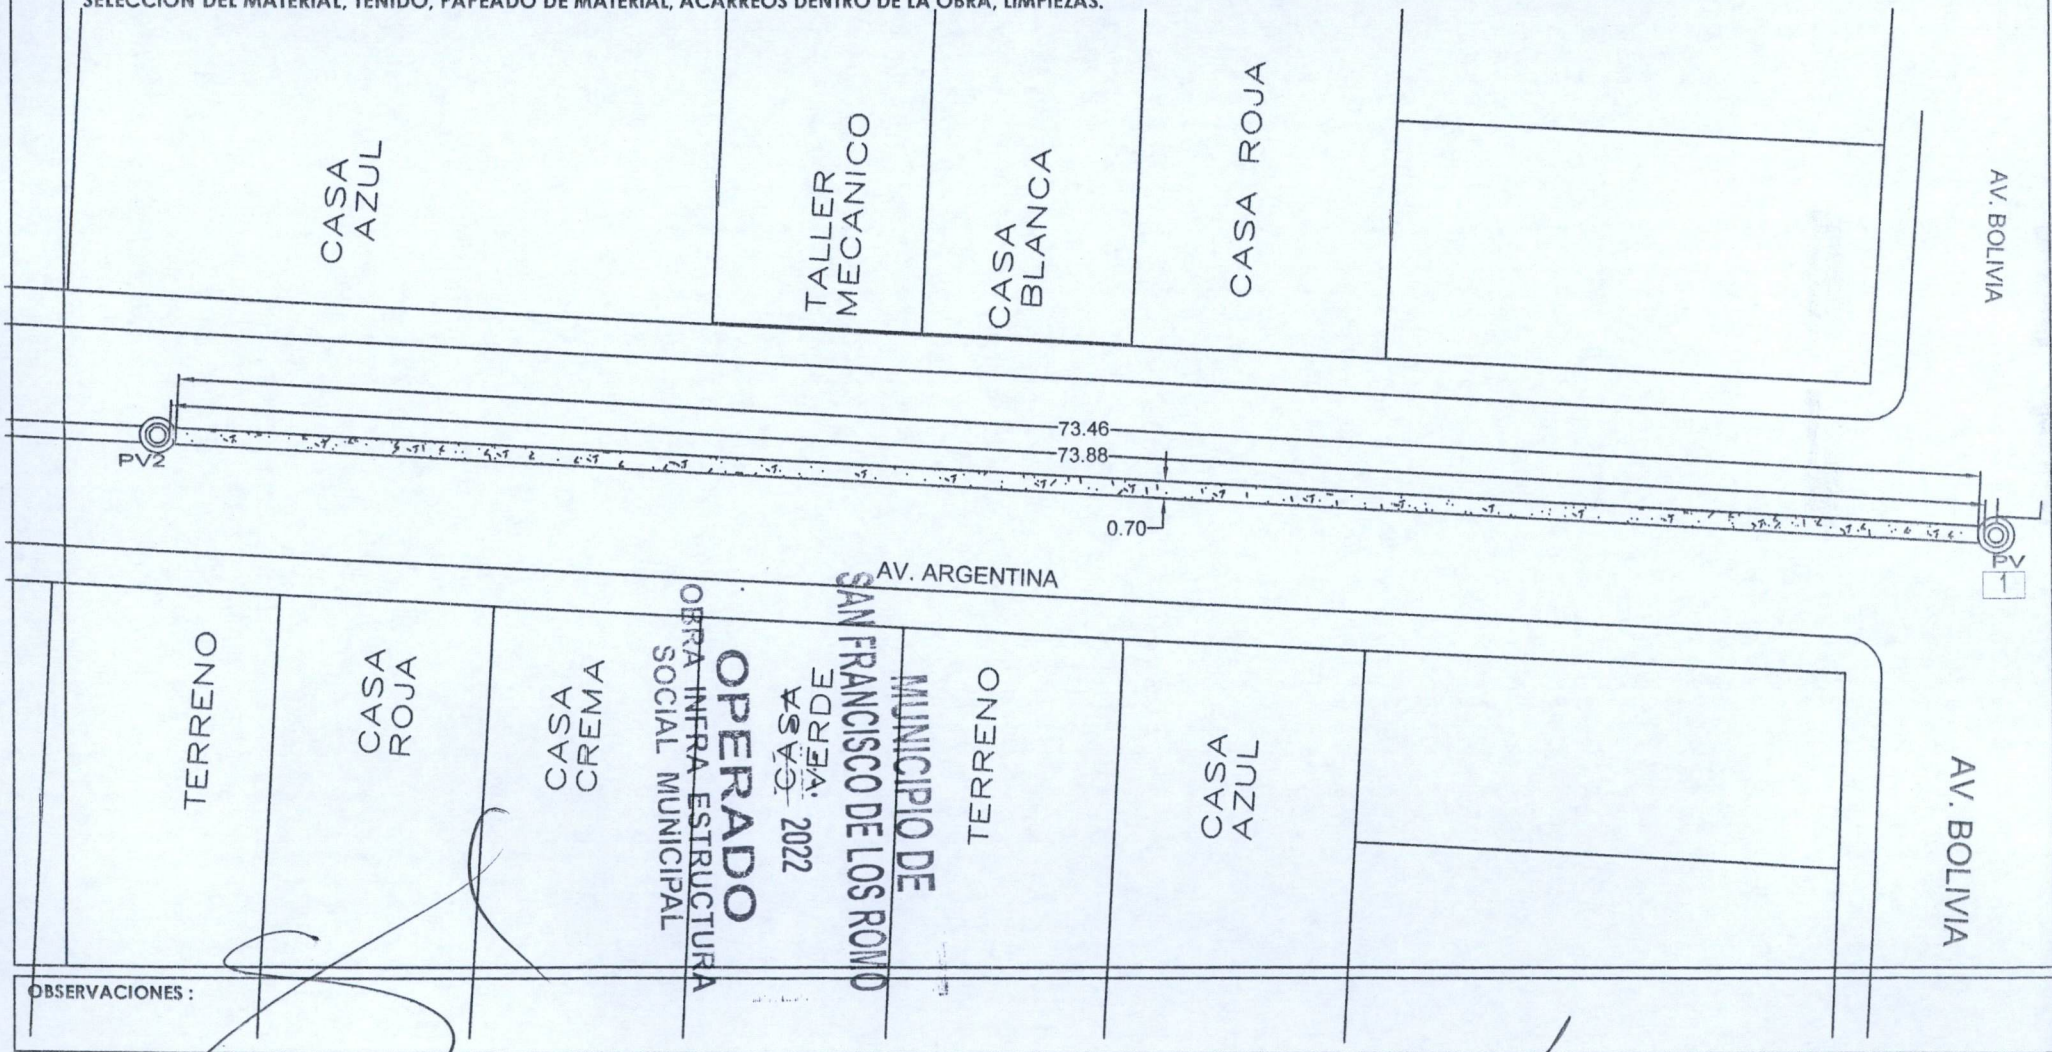 SELECCIÓN DEL MATERIAL, TENIDO, PAPEADO DE MATERIAL, ACARREOS DENTRO DE LA OBRA, LIMPIEZAS.
CASA
AZUL
TALLER
MECANICO
CASA
BLANCA
CASA ROJA
AV. BOLIVIA
73.46
73.88
0.70
PV2
PV
1
AV. ARGENTINA
TERRENO
CASA
ROJA
CASA
CREMA
CASA
VERDE
TERRENO
CASA
AZUL
AV. BOLIVIA
MUNICIPIO DE
SAN FRANCISCO DE LOS ROMO
2022
OPERADO
OBRA INFRA ESTRUCTURA
SOCIAL MUNICIPAL
OBSERVACIONES :